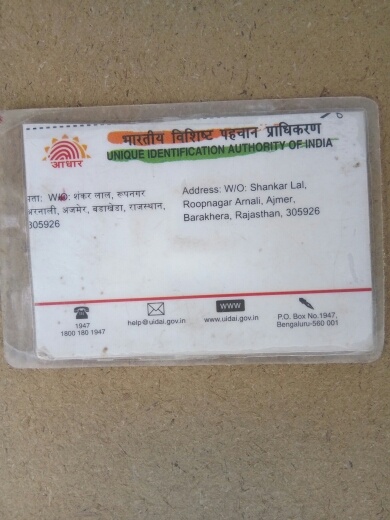 भारतीय विशिष्ट पहचान प्राधिकरण
UNIQUE IDENTIFICATION AUTHORITY OF INDIA
आधार
W/O: शंकर लाल, रूपनगर
अरनाली, अजमेर, बडाखेडा, राजस्थान,
305926
Address: W/O: Shankar Lal,
Roopnagar Arnali, Ajmer,
Barakhera, Rajasthan, 305926
1947
1800 180 1947
help@uidai.gov.in
www
www.uidai.gov.in
P.O. Box No.1947,
Bengaluru-560 001